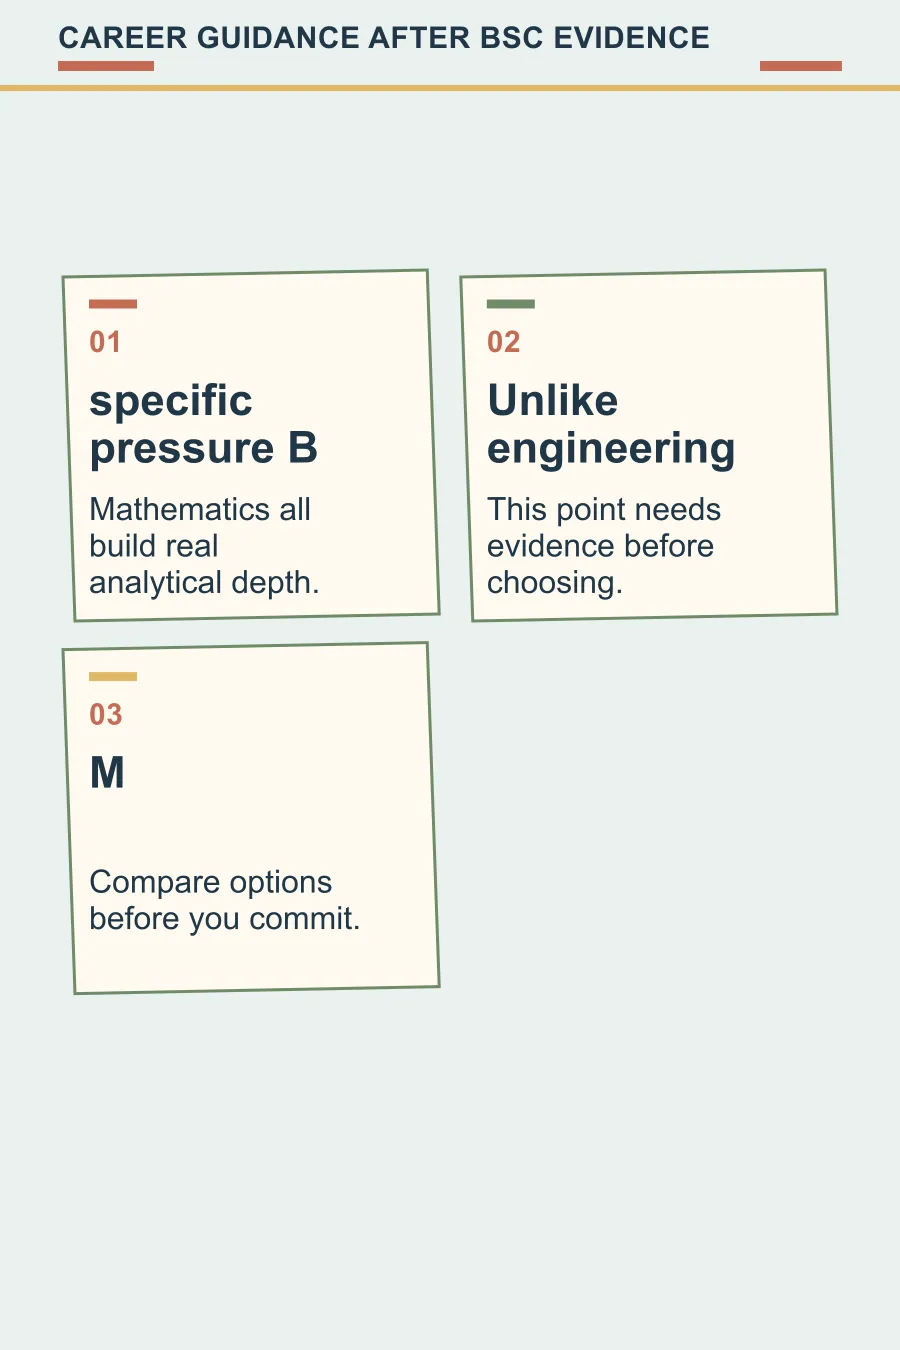 CAREER GUIDANCE AFTER BSC EVIDENCE
01
specific
pressure B
Mathematics all
build real
analytical depth.
02
Unlike
engineering
This point needs
evidence before
choosing.
03
M
Compare options
before you commit.